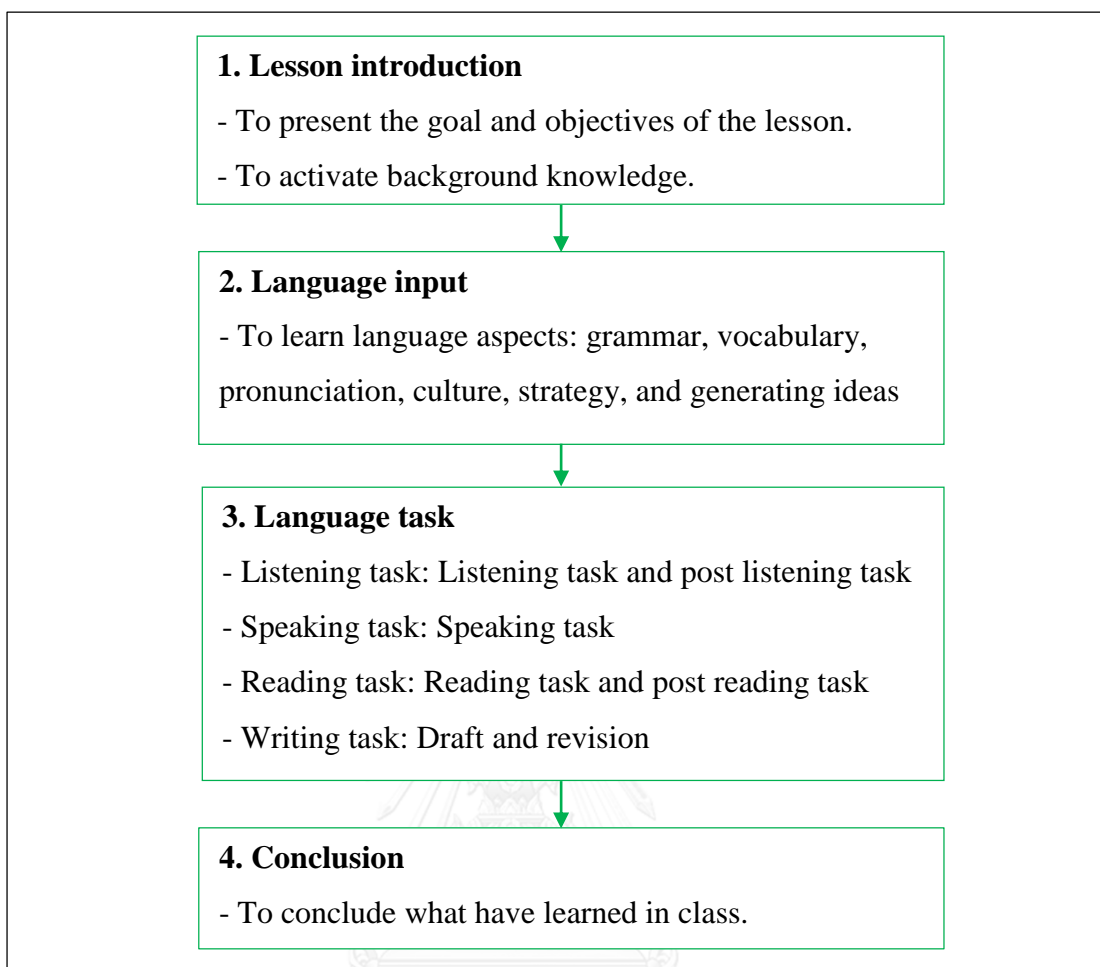 1. Lesson introduction
- To present the goal and objectives of the lesson.
- To activate background knowledge.
2. Language input
- To learn language aspects: grammar, vocabulary,
pronunciation, culture, strategy, and generating ideas
3. Language task
- Listening task: Listening task and post listening task
- Speaking task: Speaking task
- Reading task: Reading task and post reading task
- Writing task: Draft and revision
4. Conclusion
- To conclude what have learned in class.